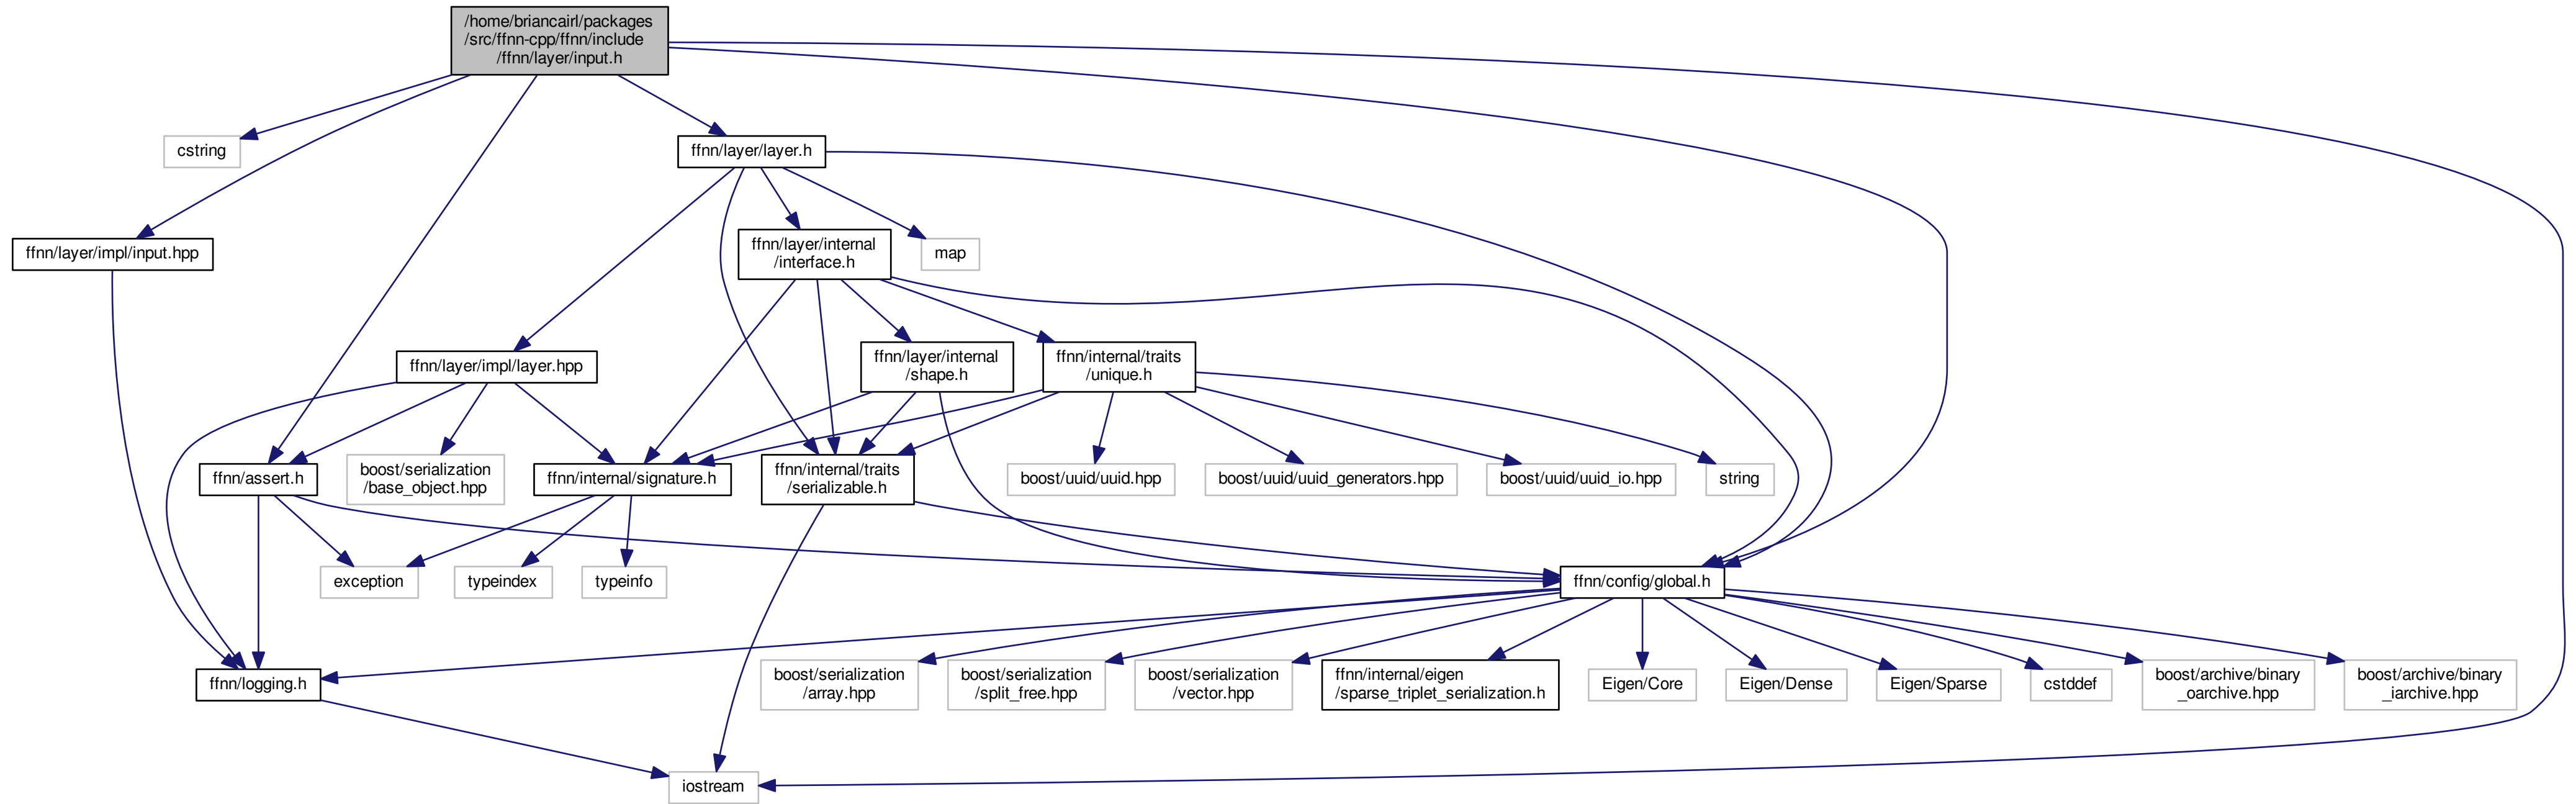 /home/briancairl/packages
/src/ffnn-cpp/ffnn/include
/ffnn/layer/input.h
cstring
ffnn/layer/layer.h
ffnn/layer/impl/input.hpp
ffnn/layer/internal
/interface.h
map
ffnn/layer/impl/layer.hpp
ffnn/layer/internal
/shape.h
ffnn/internal/traits
/unique.h
ffnn/assert.h
boost/serialization
/base_object.hpp
ffnn/internal/signature.h
ffnn/internal/traits
/serializable.h
boost/uuid/uuid.hpp
boost/uuid/uuid_generators.hpp
boost/uuid/uuid_io.hpp
string
exception
typeindex
typeinfo
ffnn/config/global.h
ffnn/logging.h
boost/serialization
/array.hpp
boost/serialization
/split_free.hpp
boost/serialization
/vector.hpp
ffnn/internal/eigen
/sparse_triplet_serialization.h
Eigen/Core
Eigen/Dense
Eigen/Sparse
cstddef
boost/archive/binary
_oarchive.hpp
boost/archive/binary
_iarchive.hpp
iostream